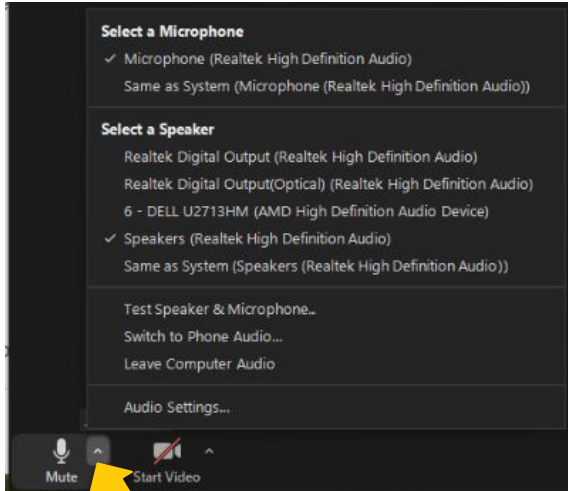 Select a Microphone
Microphone (Realtek High Definition Audio)
Same as System (Microphone (Realtek High Definition Audio))
Select a Speaker
Realtek Digital Output (Realtek High Definition Audio)
Realtek Digital Output(Optical) (Realtek High Definition Audio)
6 - DELL U2713HM (AMD High Definition Audio Device)
Speakers (Realtek High Definition Audio)
Same as System (Speakers (Realtek High Definition Audio))
Test Speaker & Microphone...
Switch to Phone Audio...
Leave Computer Audio
Audio Settings...
Mute Start Video